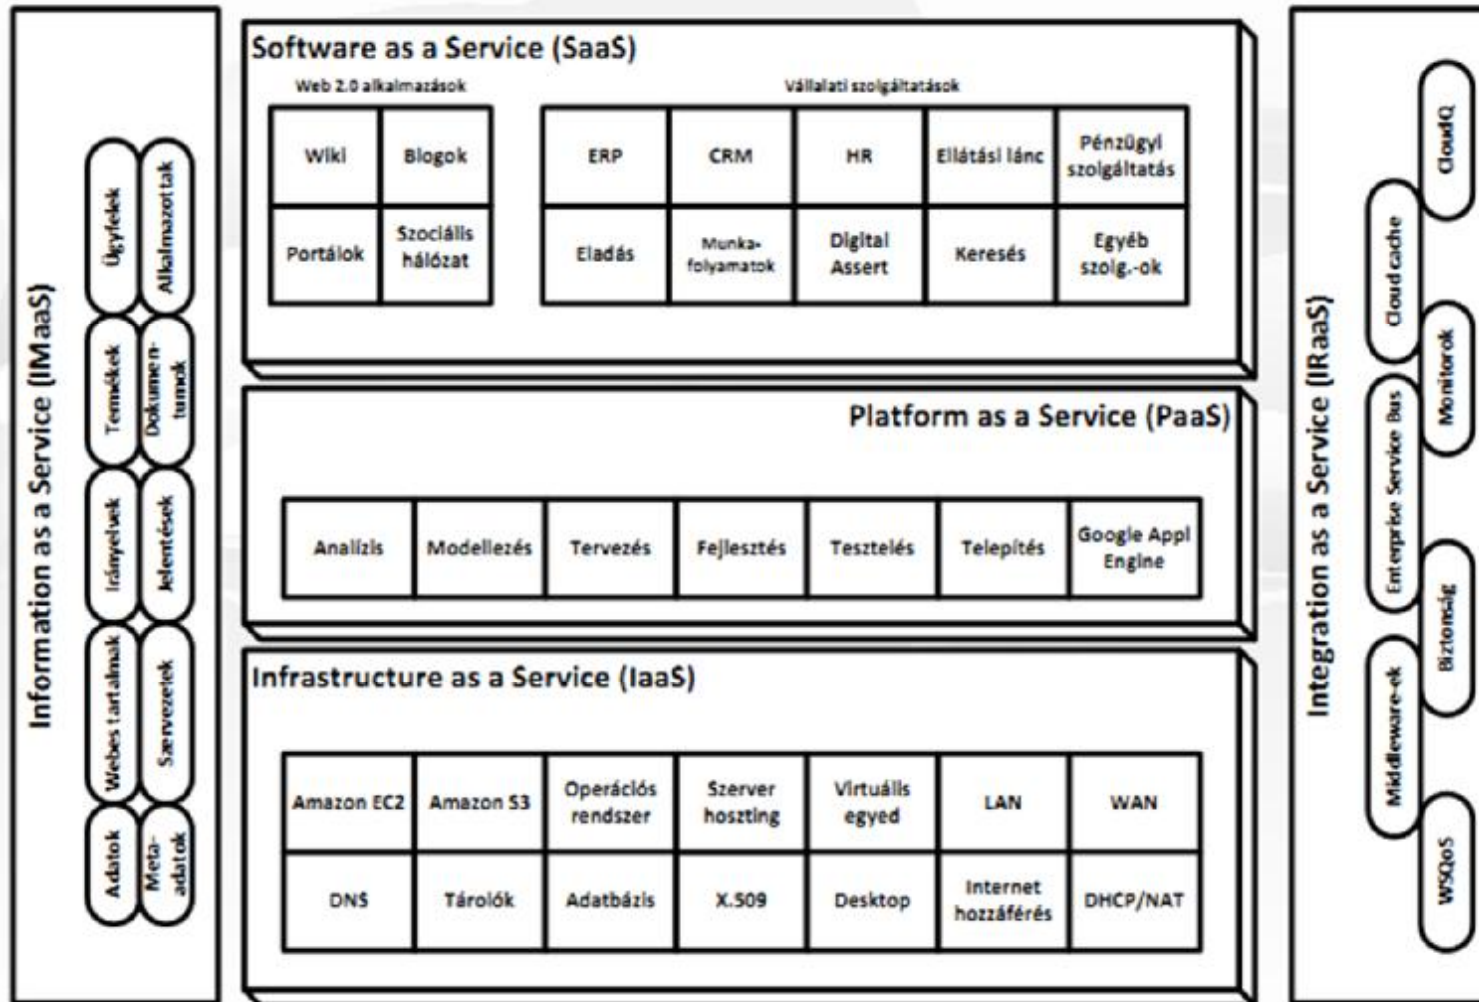 Information as a Service (IMaaS)
Ügyfelek
Alkalmazottak
Termékek
Dokumen-
tumok
Irányelvek
Jelentések
Webes tartalmak
Szervezetek
Adatok
Meta-
adatok
Software as a Service (SaaS)
Web 2.0 alkalmazások
Vállalati szolgáltatások
Wiki
Blogok
ERP
CRM
HR
Ellátási lánc
Pénzügyi
szolgáltatás
Portálok
Szociális
hálózat
Eladás
Munka-
folyamatok
Digital
Assert
Keresés
Egyéb
szolg.-ok
Platform as a Service (PaaS)
Analízis
Modellezés
Tervezés
Fejlesztés
Tesztelés
Telepítés
Google Appl
Engine
Infrastructure as a Service (IaaS)
Amazon EC2
Amazon S3
Operációs
rendszer
Szerver
hoszting
Virtuális
egyed
LAN
WAN
DNS
Tárolók
Adatbázis
X.509
Desktop
Internet
hozzáférés
DHCP/NAT
Integration as a Service (IRaaS)
CloudQ
Cloud cache
Monitorok
Enterprise Service Bus
Biztonság
Middleware-ek
WSQoS